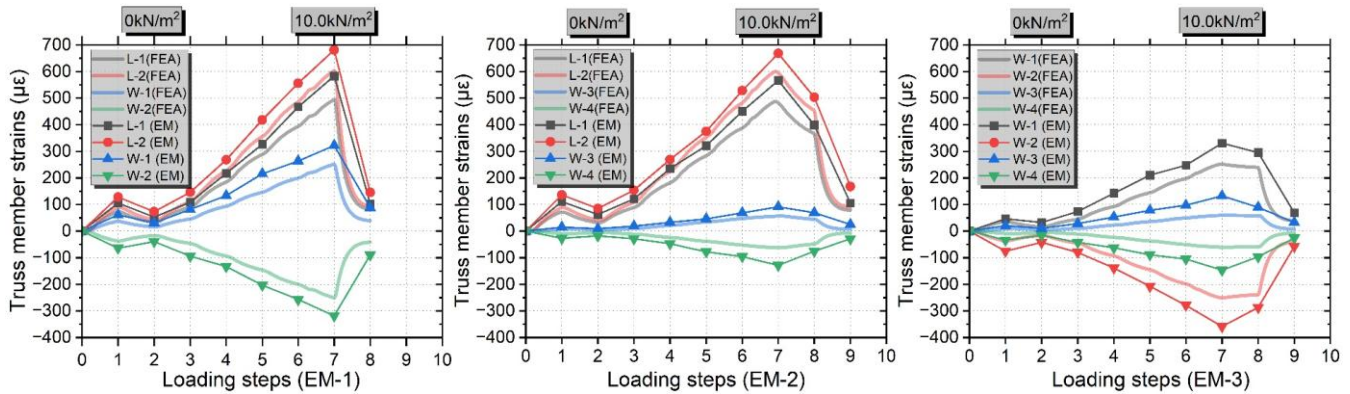 0kN/m²
10.0kN/m²
700
600
500
400
300
200
100
0
−100
−200
−300
−400
Truss member strains (με)
L-1(FEA)
L-2(FEA)
W-1(FEA)
W-2(FEA)
L-1 (EM)
L-2 (EM)
W-1 (EM)
W-2 (EM)
0 1 2 3 4 5 6 7 8 9 10
Loading steps (EM-1)
0kN/m²
10.0kN/m²
700
600
500
400
300
200
100
0
−100
−200
−300
−400
Truss member strains (με)
L-1(FEA)
L-2(FEA)
W-3(FEA)
W-4(FEA)
L-1 (EM)
L-2 (EM)
W-3 (EM)
W-4 (EM)
0 1 2 3 4 5 6 7 8 9 10
Loading steps (EM-2)
0kN/m²
10.0kN/m²
700
600
500
400
300
200
100
0
−100
−200
−300
−400
Truss member strains (με)
W-1(FEA)
W-2(FEA)
W-3(FEA)
W-4(FEA)
W-1 (EM)
W-2 (EM)
W-3 (EM)
W-4 (EM)
0 1 2 3 4 5 6 7 8 9 10
Loading steps (EM-3)